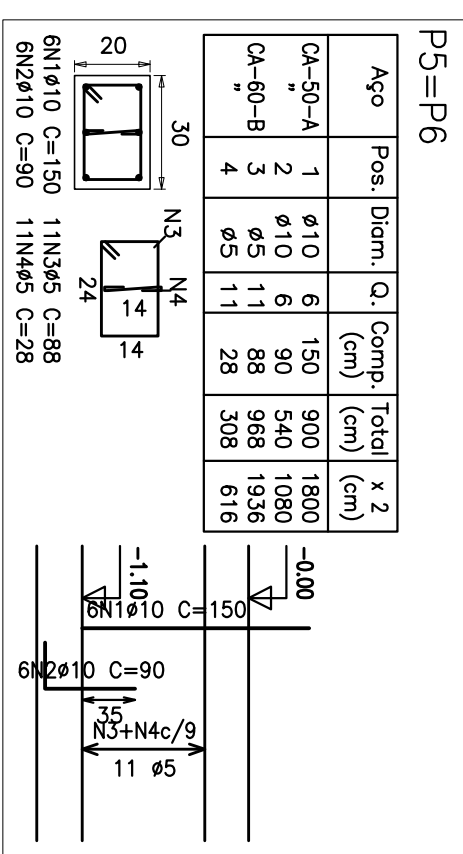 P5=P6
Aço Pos. Diam. Q. Comp. (cm) Total (cm) x 2 (cm)
CA-50-A 1 ø10 6 150 900 1800
" 2 ø10 6 90 540 1080
CA-60-B 3 ø5 11 88 968 1936
" 4 ø5 11 28 308 616
20
30
N3
N4
14
14
24
6N1ø10 C=150 11N3ø5 C=88
6N2ø10 C=90 11N4ø5 C=28
-0.00
-1.10
6N1ø10 C=150
6N2ø10 C=90
35
N3+N4c/9
11 ø5